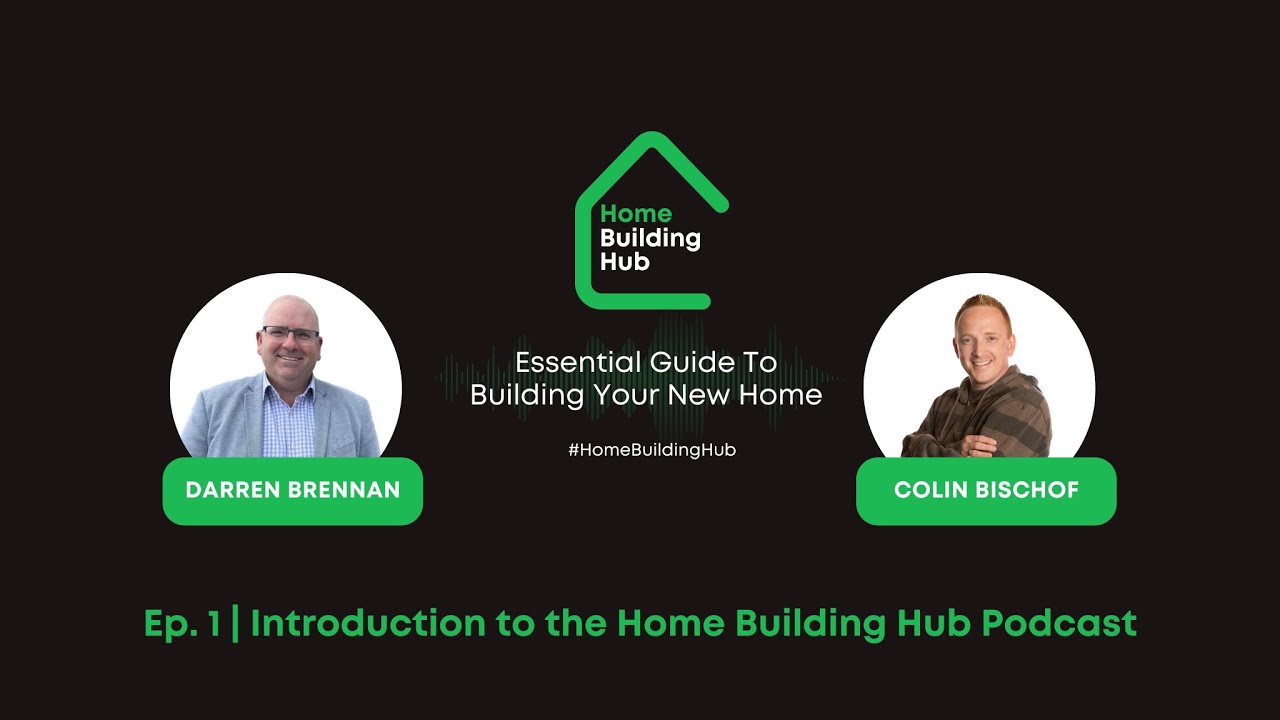 Home
Building
Hub
Essential Guide To
Building Your New Home
#HomeBuildingHub
DARREN BRENNAN
COLIN BISCHOF
Ep. 1 | Introduction to the Home Building Hub Podcast